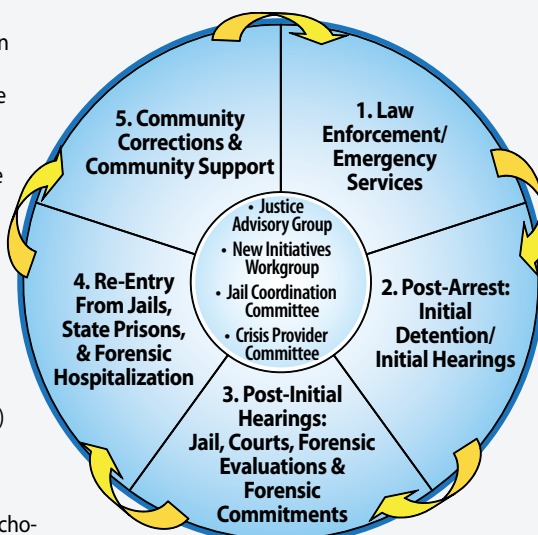 n
e
e
)
cho-
1. Law
Enforcement/
Emergency
Services
2. Post-Arrest:
Initial
Detention/
Initial Hearings
3. Post-Initial
Hearings:
Jail, Courts, Forensic
Evaluations &
Forensic
Commitments
4. Re-Entry
From Jails,
State Prisons,
& Forensic
Hospitalization
5. Community
Corrections &
Community Support
• Justice
Advisory Group
• New Initiatives
Workgroup
• Jail Coordination
Committee
• Crisis Provider
Committee